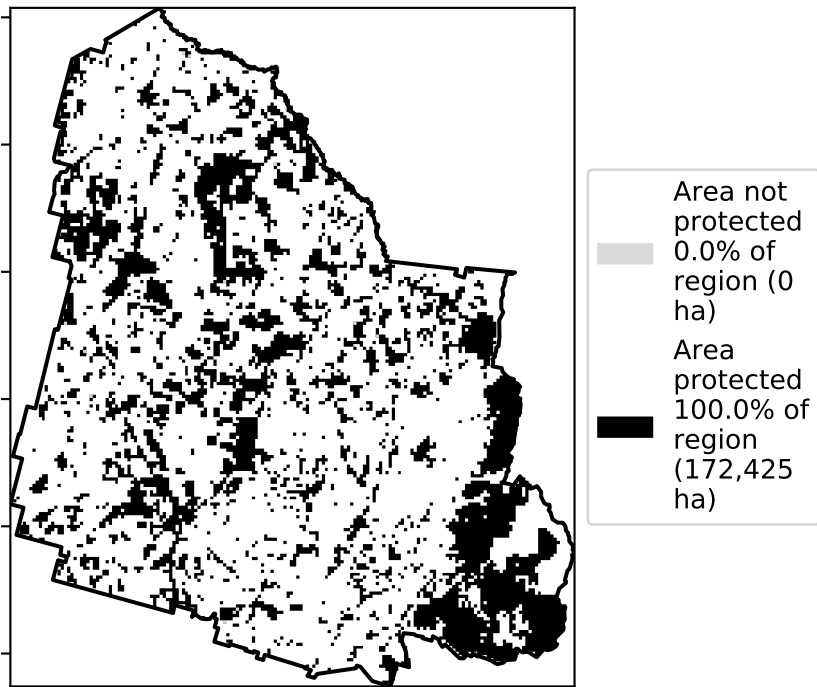 Area not
protected
0.0% of
region (0
ha)
Area
protected
100.0% of
region
(172,425
ha)